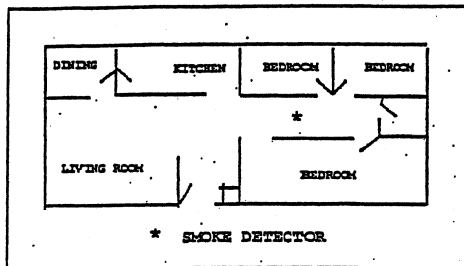 DINING KITCHEN BEDROOM BEDROOM
*
LIVING ROOM BEDROOM
* SMOKE DETECTOR